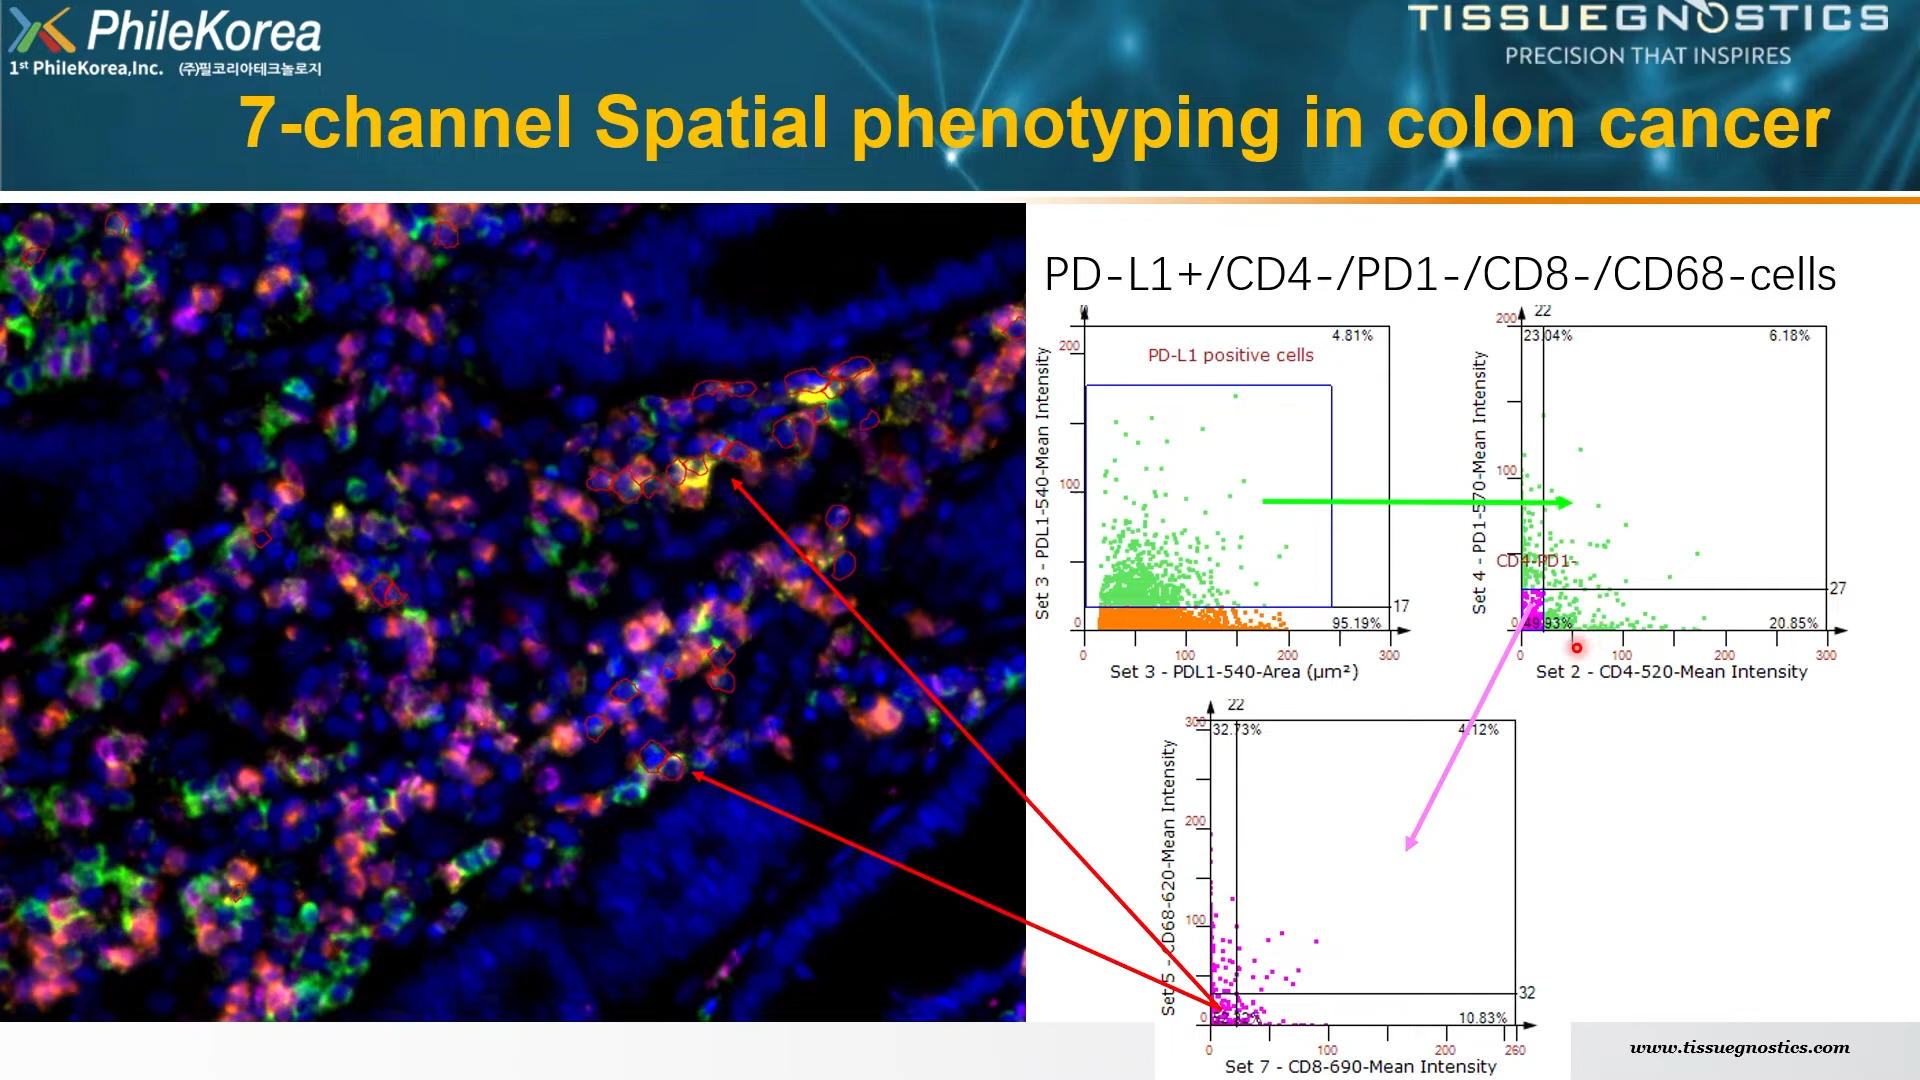 PhileKorea
1st PhileKorea,Inc. (주)필코리아테크놀로지
TISSUEGNOSTICS
PRECISION THAT INSPIRES
7-channel Spatial phenotyping in colon cancer
PD-L1+/CD4-/PD1-/CD8-/CD68-cells
4.81%
PD-L1 positive cells
200
100
0
17
95.19%
0 100 200 300
Set 3 - PDL1-540-Mean Intensity
Set 3 - PDL1-540-Area (µm²)
22
200
23.04%
6.18%
100
CD4-PD1-
27
0
49.93%
20.85%
0 100 200 300
Set 4 - PD1-570-Mean Intensity
Set 2 - CD4-520-Mean Intensity
22
300
32.73%
4.12%
200
100
32
0
10.83%
0 100 200 260
Set 5 - CD68-620-Mean Intensity
Set 7 - CD8-690-Mean Intensity
www.tissuegnostics.com